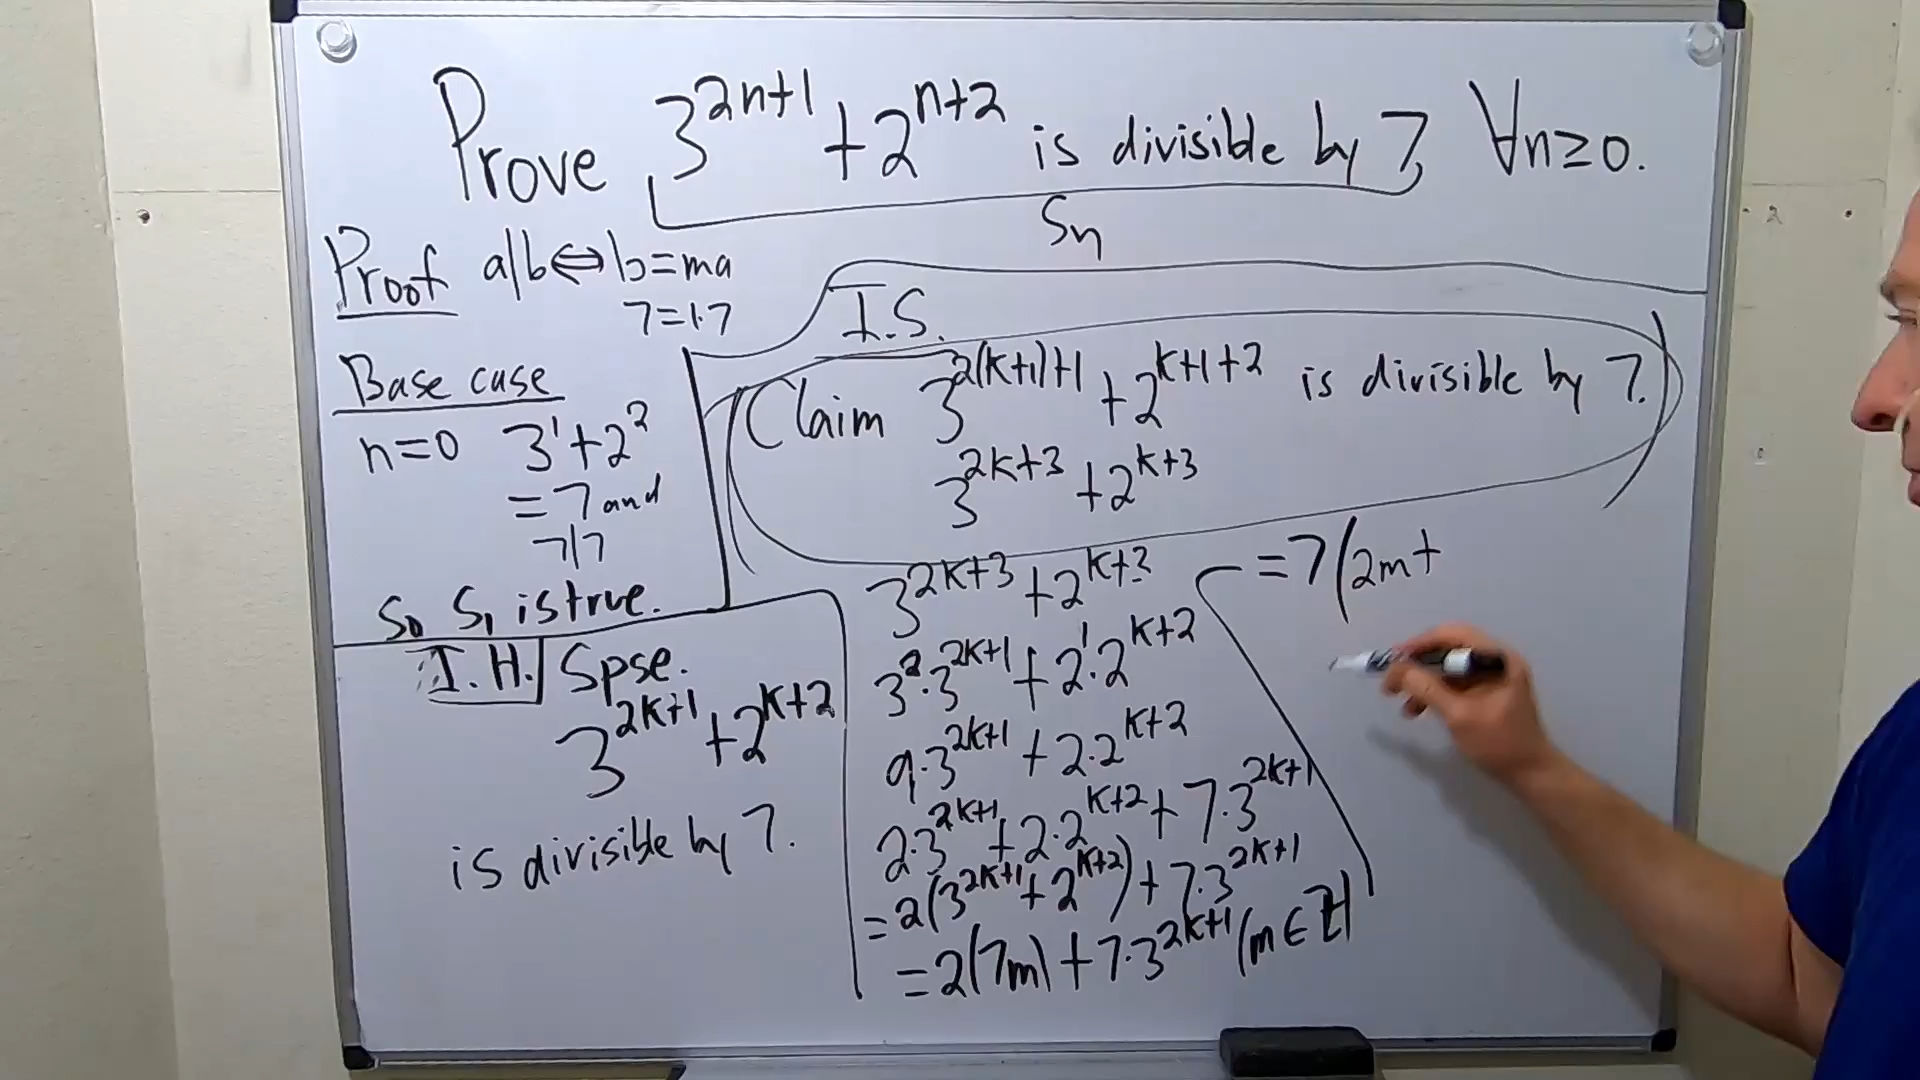 Prove 3^{2n+1} + 2^{n+2} is divisible by 7, ∀n≥0.
S_n
Proof a|b ⇔ b=ma
7=1·7
Base case
n=0 3^1+2^2
=7 and
7|7
So S_1 is true.
I.H. Spse.
3^{2k+1} + 2^{k+2}
is divisible by 7.
I.S.
(Claim 3^{2(k+1)+1} + 2^{k+1+2} is divisible by 7.)
3^{2k+3} + 2^{k+3}
3^{2k+3} + 2^{k+3}
3^2·3^{2k+1} + 2^1·2^{k+2}
9·3^{2k+1} + 2·2^{k+2}
2·3^{2k+1} + 2·2^{k+2} + 7·3^{2k+1}
=2(3^{2k+1} + 2^{k+2}) + 7·3^{2k+1}
=2(7m) + 7·3^{2k+1} (m∈ℤ)
=7(2m+